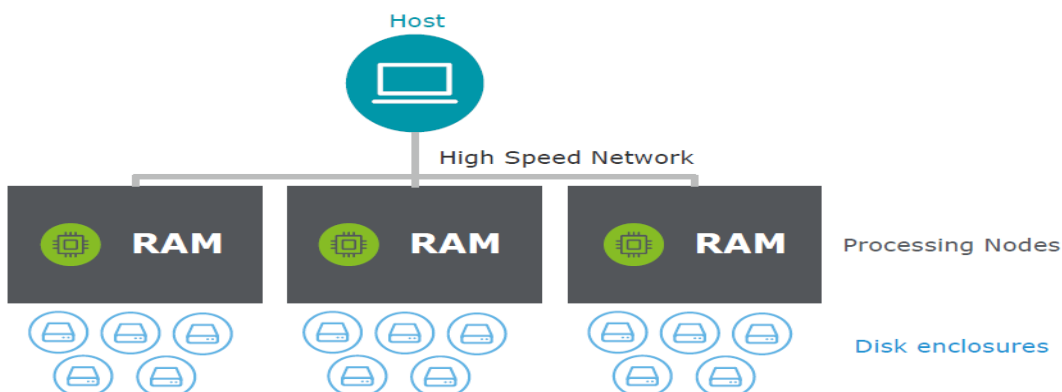 Host
High Speed Network
RAM
RAM
RAM
Processing Nodes
Disk enclosures